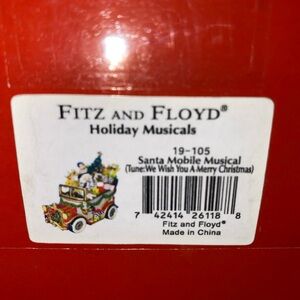 FITZ AND FLOYD®
Holiday Musicals
19-105
Santa Mobile Musical
(Tune:We Wish You A Merry Christmas)
7 42414 26118 8
Fitz and Floyd®
Made in China